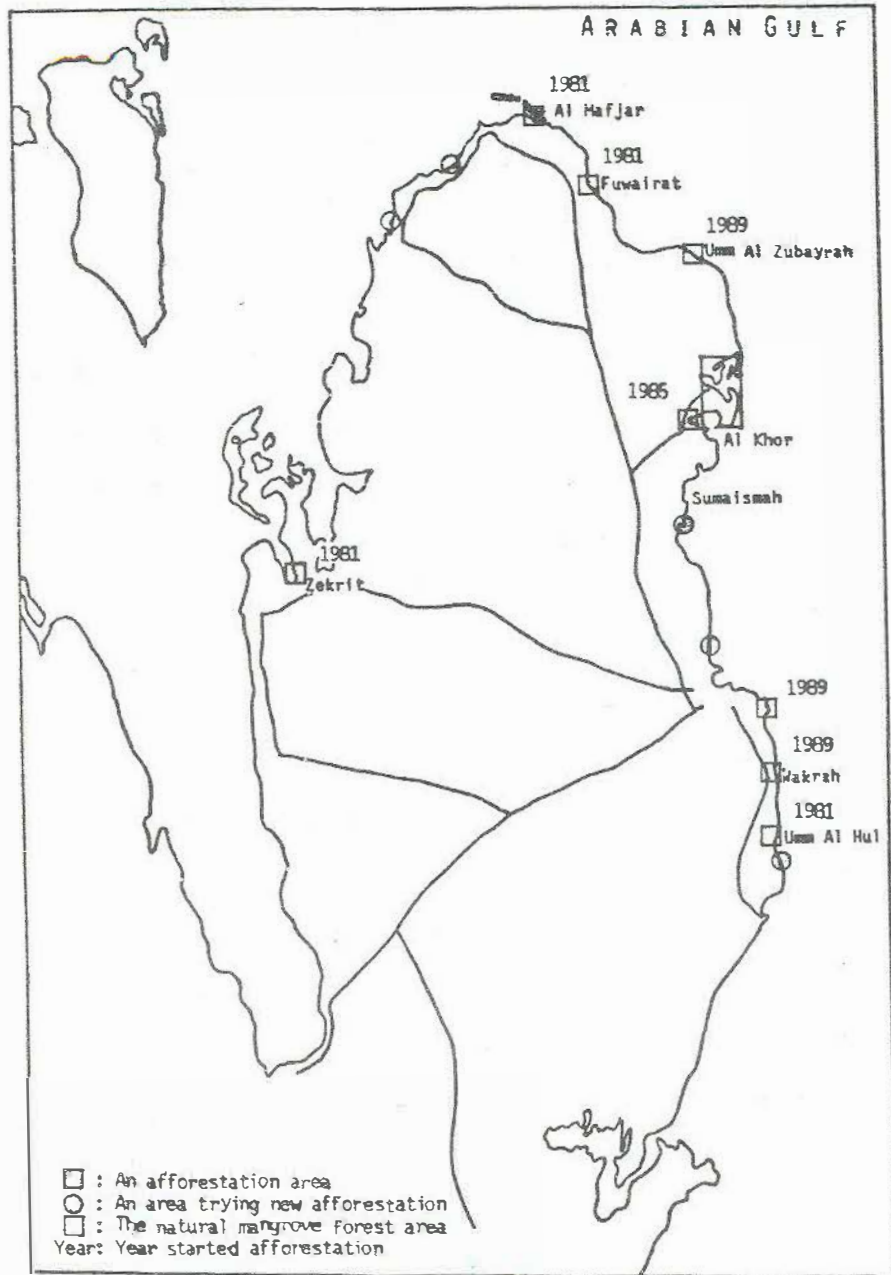 ARABIAN GULF
1981
Al Mafjar
1981
Fuwairat
1989
Umm Al Zubayrah
1985
Al Khor
Sumaismah
1981
Zekrit
1989
1989
Wakrah
1981
Umm Al Hul
: An afforestation area
: An area trying new afforestation
: The natural mangrove forest area
Year: Year started afforestation